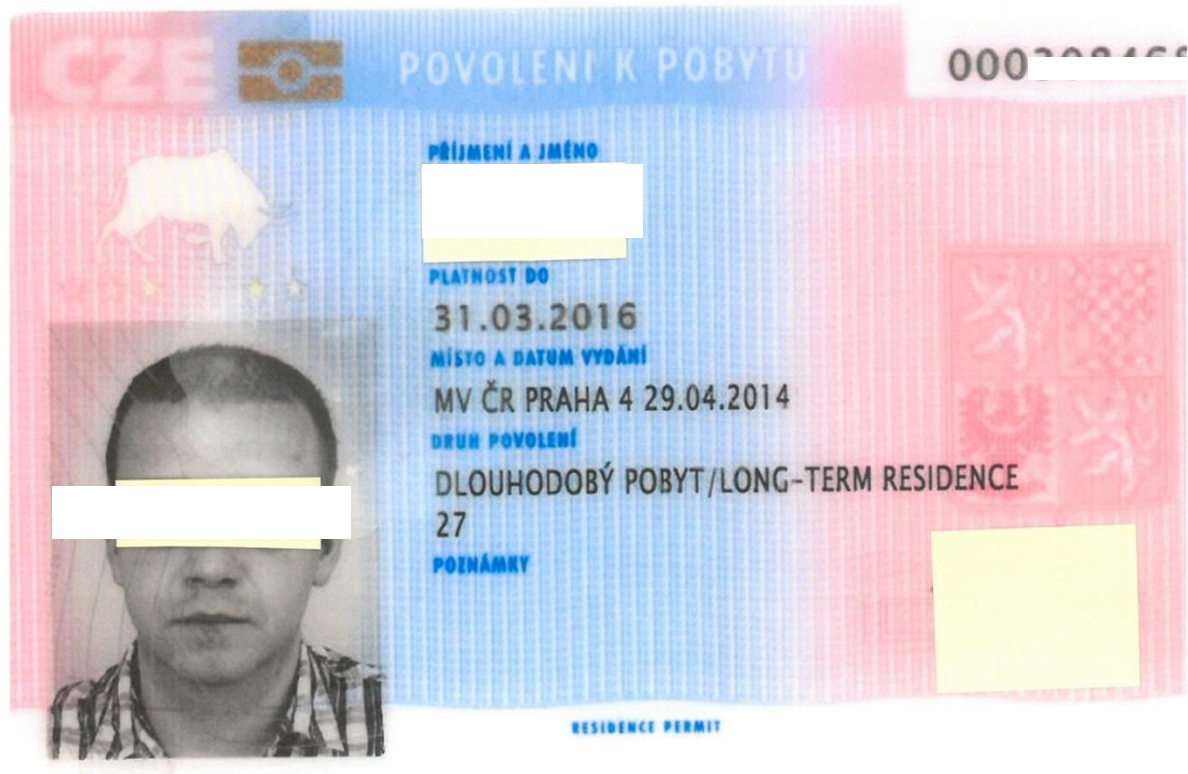 CZE POVOLENÍ K POBYTU 000
PŘÍJMENÍ A JMÉNO
PLATNOST DO
31.03.2016
MÍSTO A DATUM VYDÁNÍ
MV ČR PRAHA 4 29.04.2014
DRUH POVOLENÍ
DLOUHODOBÝ POBYT/LONG-TERM RESIDENCE
27
POZNÁMKY
RESIDENCE PERMIT